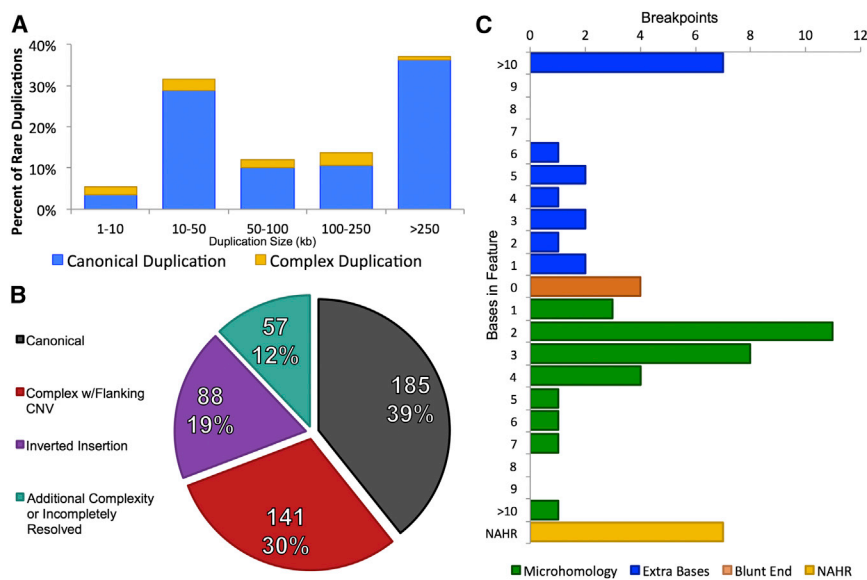 A
Percent of Rare Duplications
40%
30%
20%
10%
0%
1-10
10-50
50-100
100-250
>250
Duplication Size (kb)
Canonical Duplication
Complex Duplication
B
Canonical
Complex w/Flanking
CNV
Inverted Insertion
Additional Complexity
or Incompletely
Resolved
57
12%
88
19%
185
39%
141
30%
C
Breakpoints
0
2
4
6
8
10
12
Bases in Feature
>10
9
8
7
6
5
4
3
2
1
0
1
2
3
4
5
6
7
8
9
>10
NAHR
Microhomology
Extra Bases
Blunt End
NAHR